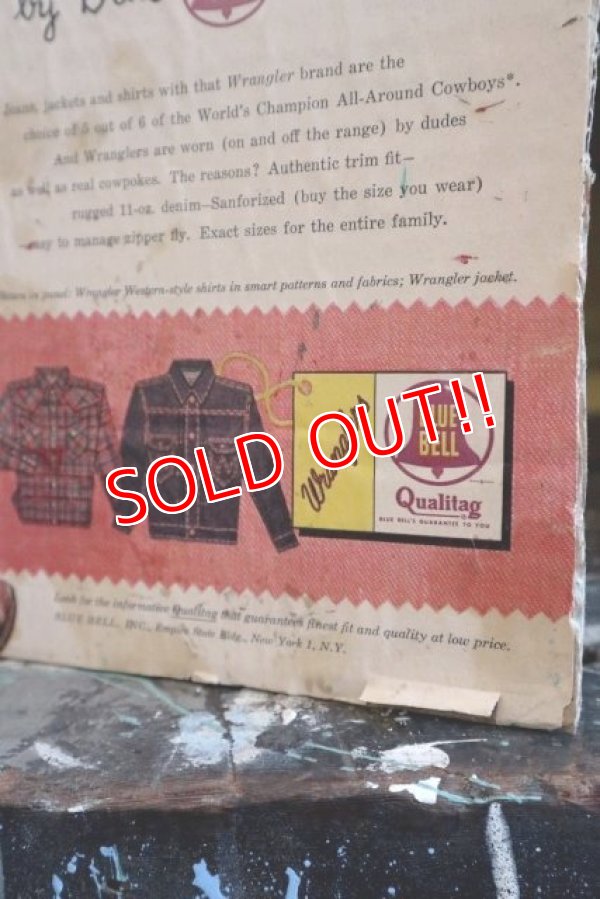 by
Jeans, jackets and shirts with that Wrangler brand are the
choice of 5 out of 6 of the World's Champion All-Around Cowboys*.
And Wranglers are worn (on and off the range) by dudes
as well as real cowpokes. The reasons? Authentic trim fit—
rugged 11-oz. denim—Sanforized (buy the size you wear)
easy to manage zipper fly. Exact sizes for the entire family.
Shown in panel: Wrangler Western-style shirts in smart patterns and fabrics; Wrangler jacket.
Wranglers
BLUE
BELL
Qualitag
BLUE BELL'S GUARANTEE TO YOU
SOLD OUT!!
Look for the informative Qualitag that guarantees finest fit and quality at low price.
BLUE BELL, INC., Empire State Bldg., New York 1, N.Y.